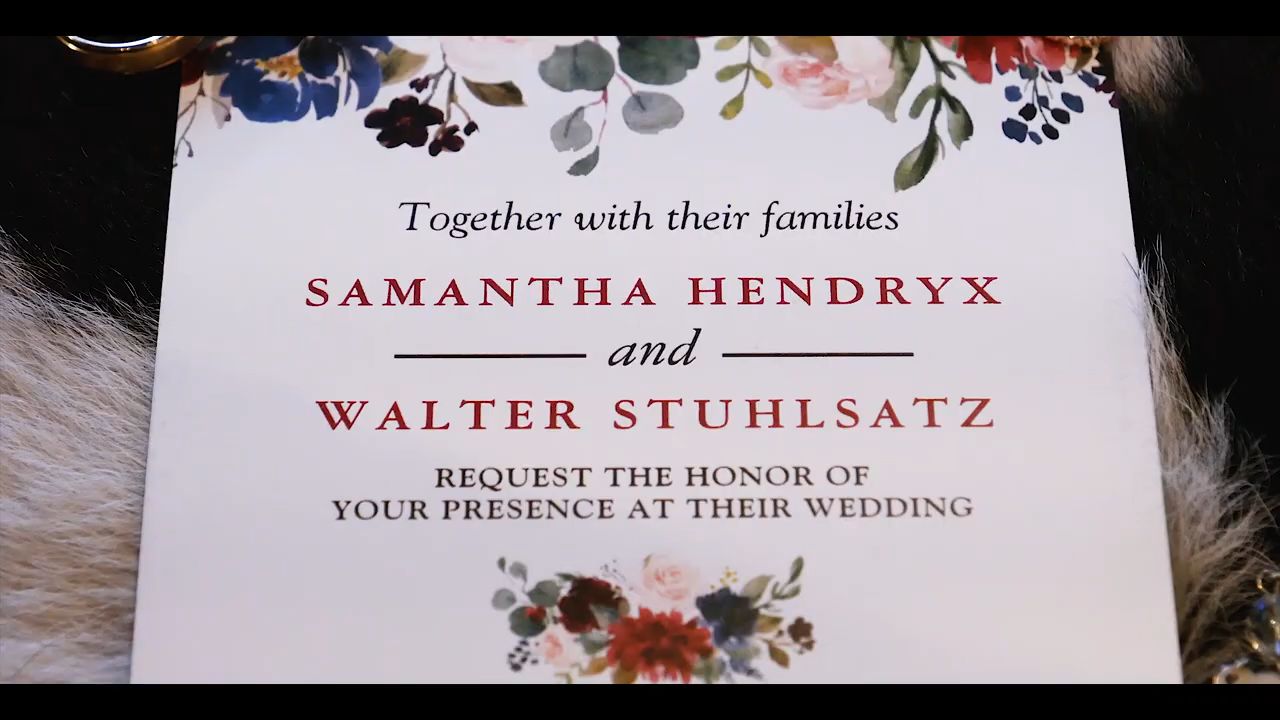 Together with their families
SAMANTHA HENDRYX
and
WALTER STUHLSATZ
REQUEST THE HONOR OF
YOUR PRESENCE AT THEIR WEDDING